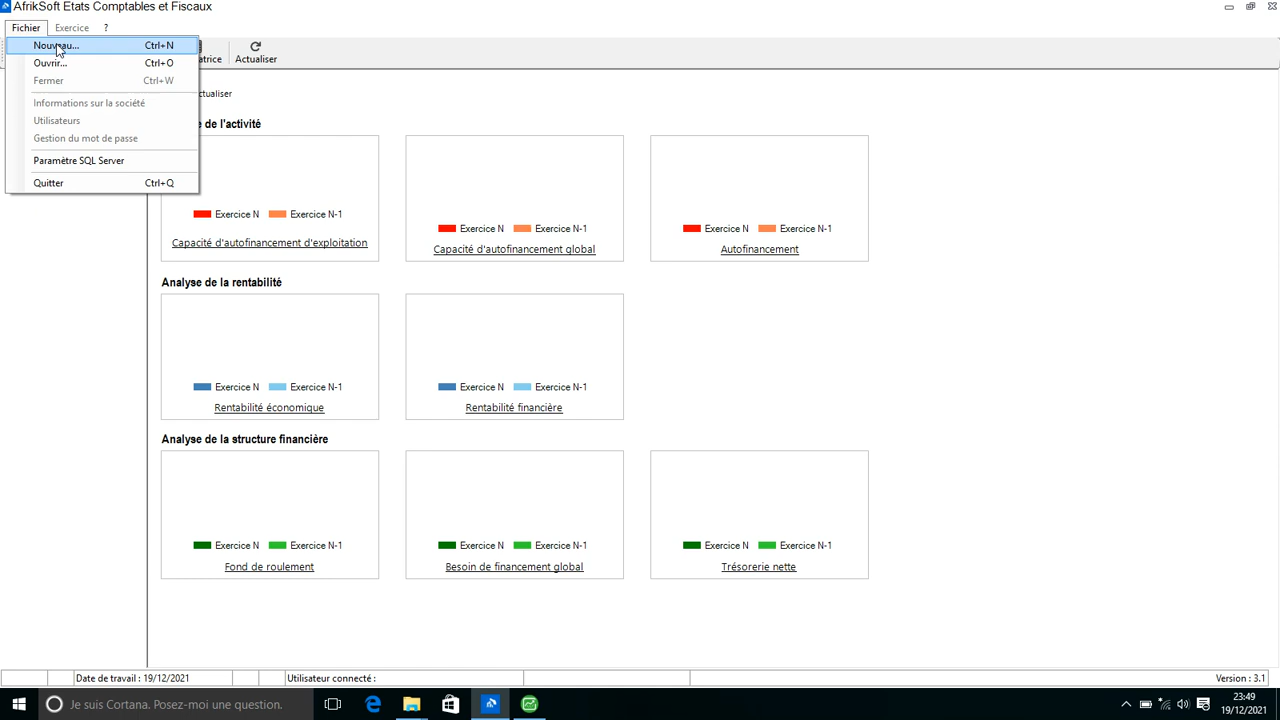 AfrikSoft Etats Comptables et Fiscaux
Fichier Exercice ?
Nouveau... Ctrl+N
Ouvrir... Ctrl+O
Fermer Ctrl+W
Informations sur la société
Utilisateurs
Gestion du mot de passe
Paramètre SQL Server
Quitter Ctrl+Q
Actualiser
de l'activité
Exercice N Exercice N-1
Capacité d'autofinancement d'exploitation
Exercice N Exercice N-1
Capacité d'autofinancement global
Exercice N Exercice N-1
Autofinancement
Analyse de la rentabilité
Exercice N Exercice N-1
Rentabilité économique
Exercice N Exercice N-1
Rentabilité financière
Analyse de la structure financière
Exercice N Exercice N-1
Fond de roulement
Exercice N Exercice N-1
Besoin de financement global
Exercice N Exercice N-1
Trésorerie nette
Date de travail : 19/12/2021 Utilisateur connecté : Version : 3.1
Je suis Cortana. Posez-moi une question.
23:49
19/12/2021